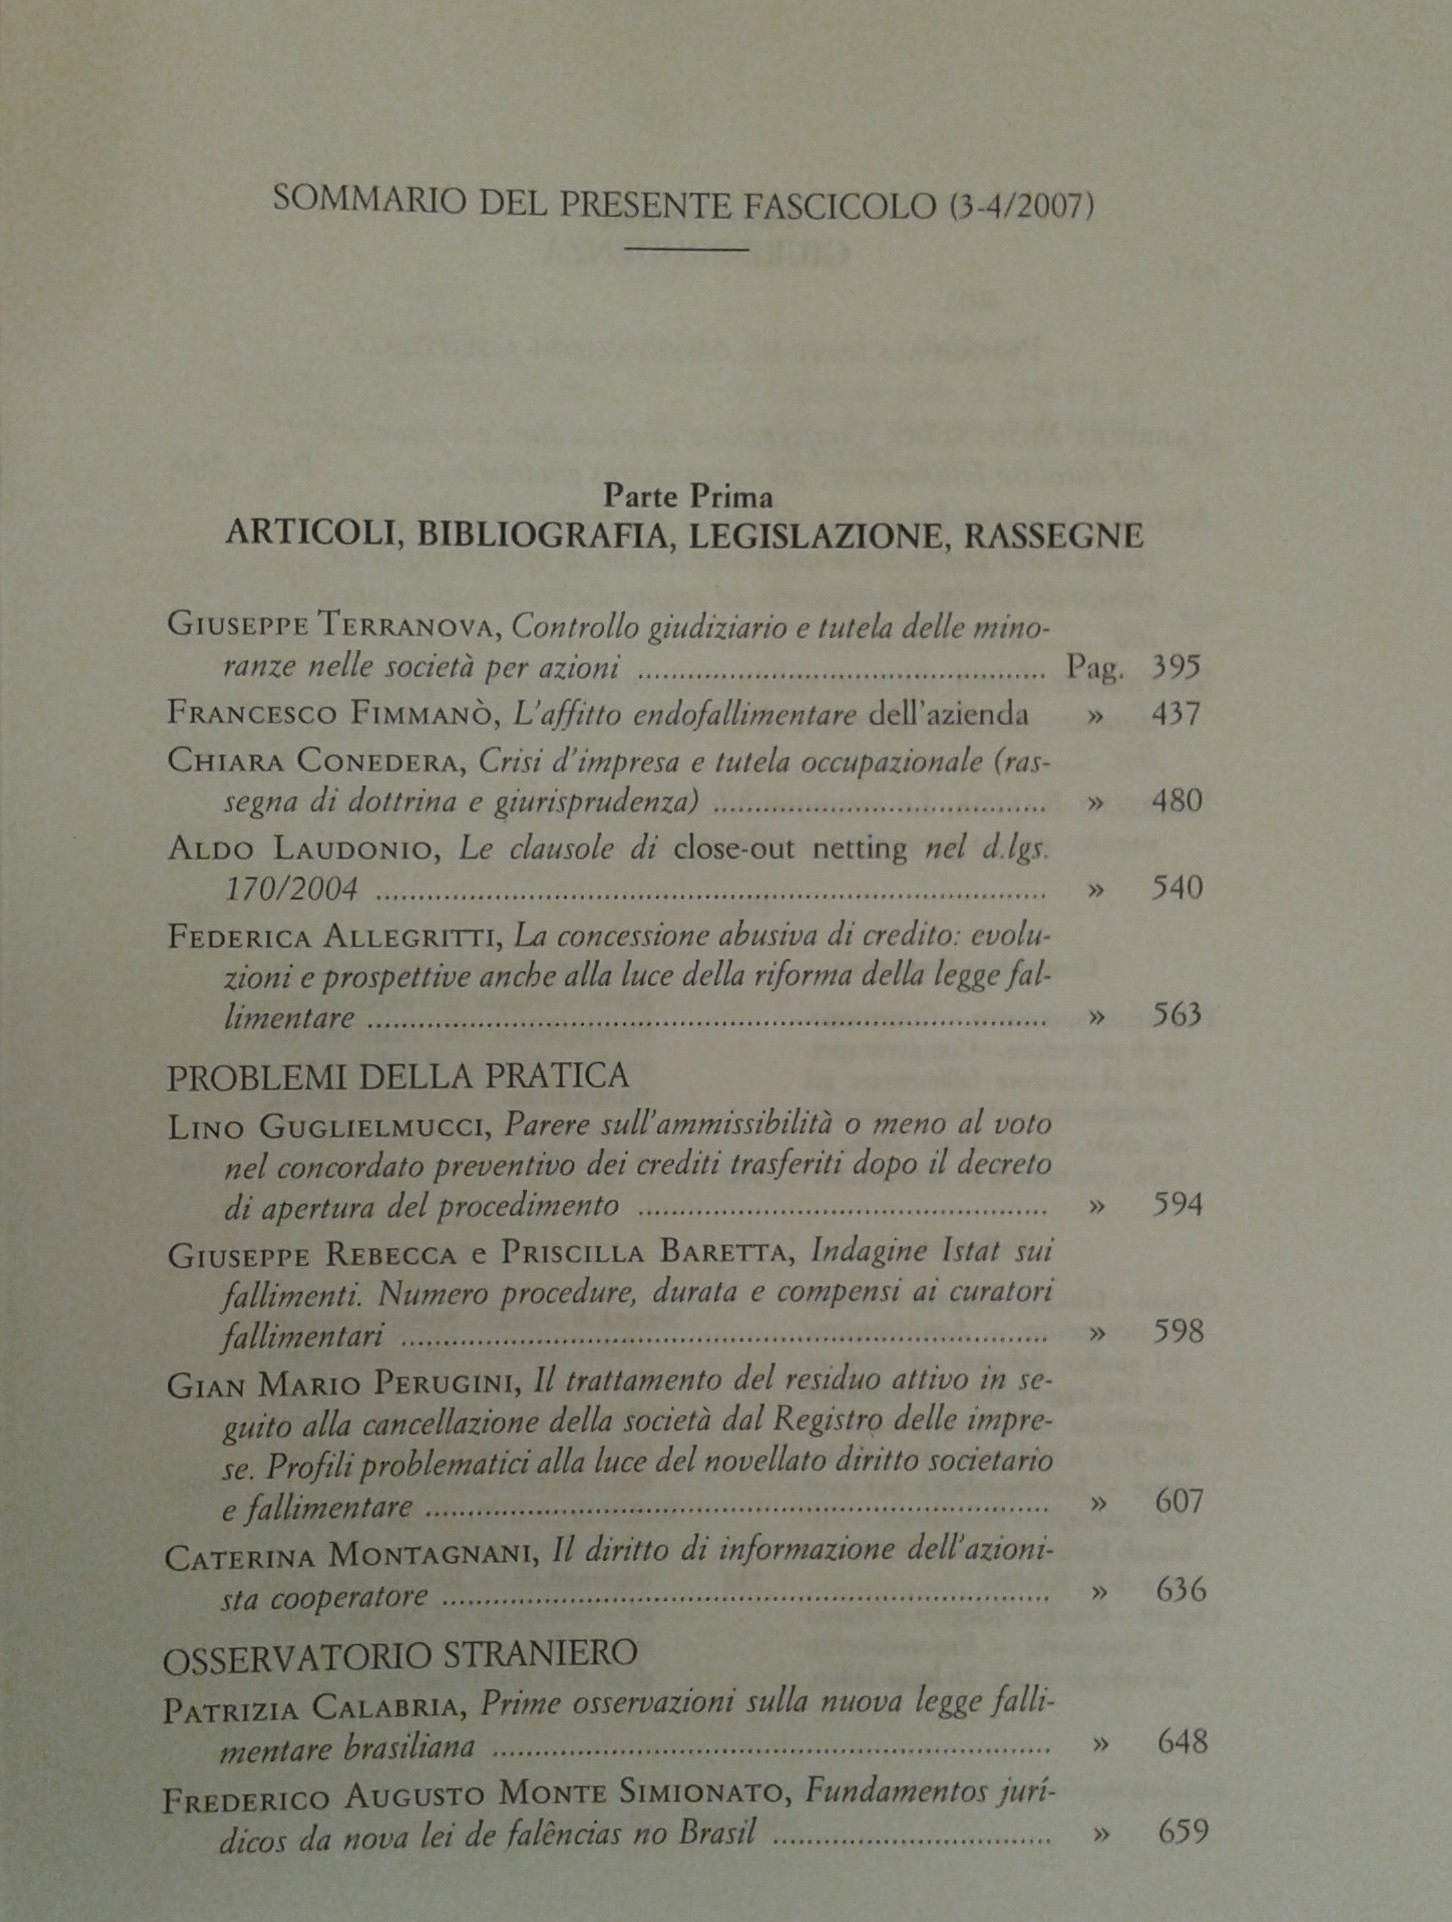 SOMMARIO DEL PRESENTE FASCICOLO (3-4/2007)
Parte Prima
ARTICOLI, BIBLIOGRAFIA, LEGISLAZIONE, RASSEGNE
GIUSEPPE TERRANOVA, Controllo giudiziario e tutela delle mino-
ranze nelle società per azioni ................................................ Pag. 395
FRANCESCO FIMMANÒ, L'affitto endofallimentare dell'azienda » 437
CHIARA CONEDERA, Crisi d'impresa e tutela occupazionale (ras-
segna di dottrina e giurisprudenza) ....................................... » 480
ALDO LAUDONIO, Le clausole di close-out netting nel d.lgs.
170/2004 ............................................................................... » 540
FEDERICA ALLEGRITTI, La concessione abusiva di credito: evolu-
zioni e prospettive anche alla luce della riforma della legge fal-
limentare ................................................................................ » 563
PROBLEMI DELLA PRATICA
LINO GUGLIELMUCCI, Parere sull'ammissibilità o meno al voto
nel concordato preventivo dei crediti trasferiti dopo il decreto
di apertura del procedimento ................................................ » 594
GIUSEPPE REBECCA e PRISCILLA BARETTA, Indagine Istat sui
fallimenti. Numero procedure, durata e compensi ai curatori
fallimentari ............................................................................ » 598
GIAN MARIO PERUGINI, Il trattamento del residuo attivo in se-
guito alla cancellazione della società dal Registro delle impre-
se. Profili problematici alla luce del novellato diritto societario
e fallimentare ......................................................................... » 607
CATERINA MONTAGNANI, Il diritto di informazione dell'azioni-
sta cooperatore ....................................................................... » 636
OSSERVATORIO STRANIERO
PATRIZIA CALABRIA, Prime osservazioni sulla nuova legge falli-
mentare brasiliana ................................................................. » 648
FREDERICO AUGUSTO MONTE SIMIONATO, Fundamentos jurí-
dicos da nova lei de falências no Brasil ................................. » 659